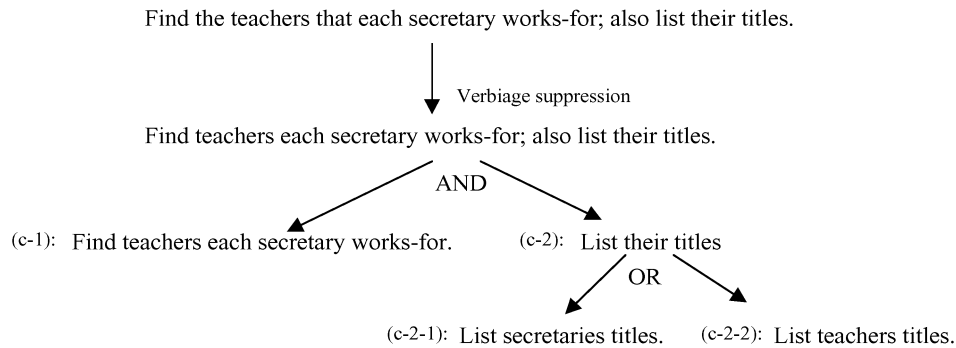 Find the teachers that each secretary works-for; also list their titles.
Verbiage suppression
Find teachers each secretary works-for; also list their titles.
AND
(c-1): Find teachers each secretary works-for.
(c-2): List their titles
OR
(c-2-1): List secretaries titles.
(c-2-2): List teachers titles.